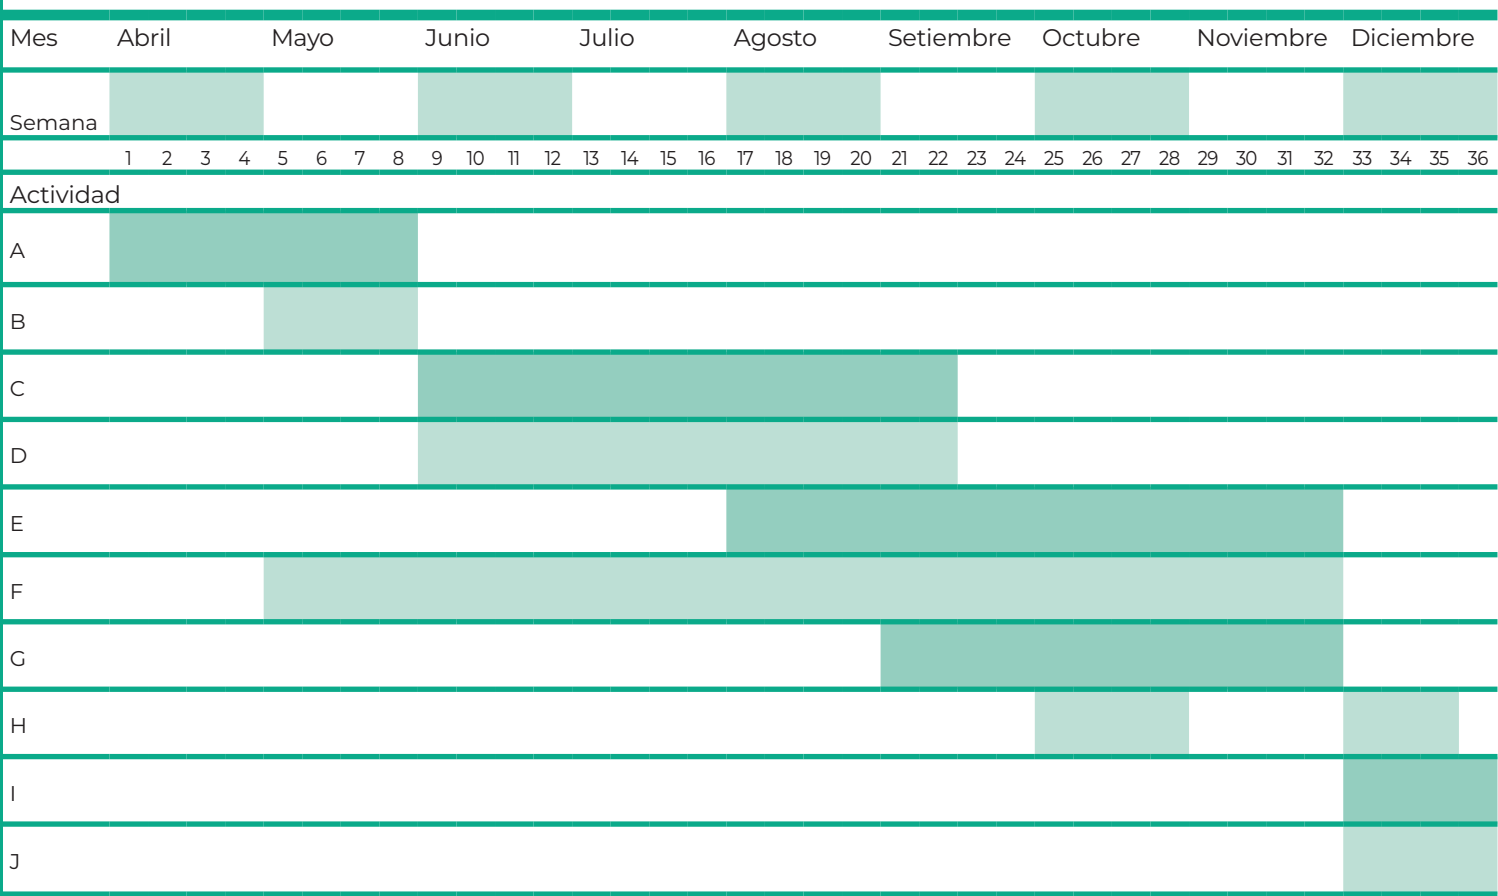 Mes Abril Mayo Junio Julio Agosto Setiembre Octubre Noviembre Diciembre
Semana
1 2 3 4 5 6 7 8 9 10 11 12 13 14 15 16 17 18 19 20 21 22 23 24 25 26 27 28 29 30 31 32 33 34 35 36
Actividad
A
B
C
D
E
F
G
H
I
J